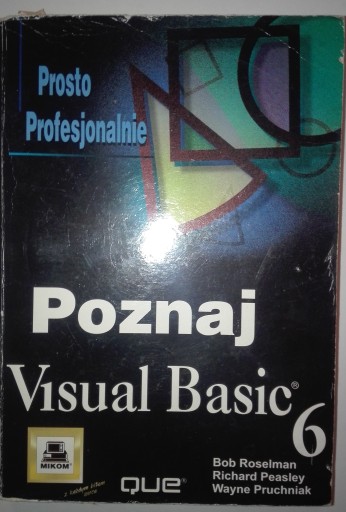 Prosto
Profesjonalnie
Poznaj
Visual Basic® 6
Bob Roselman
Richard Peasley
Wayne Pruchniak
MIKOM®
QUE®